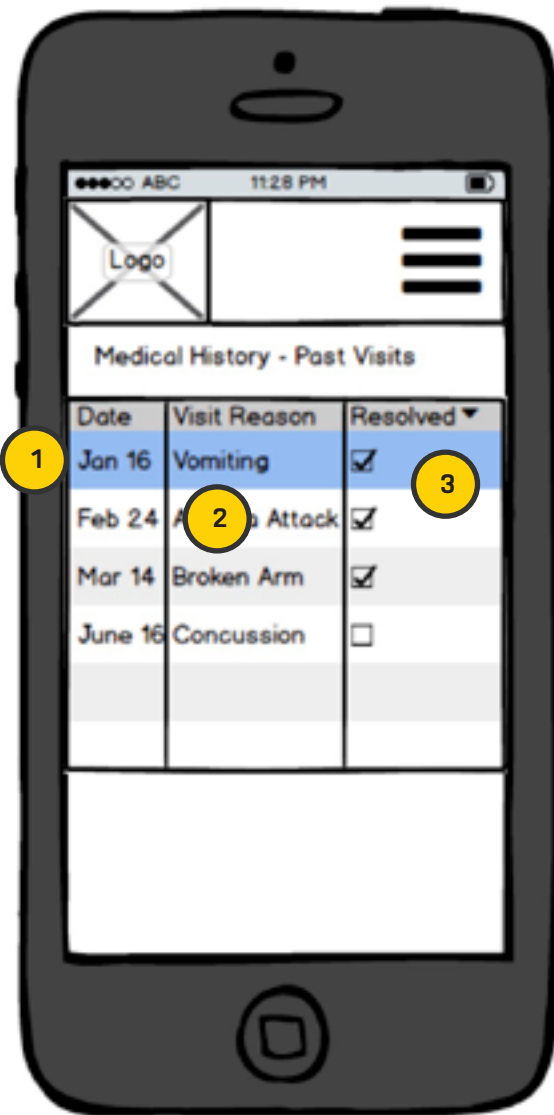 ABC 11:28 PM
Logo
Medical History - Past Visits
Date Visit Reason Resolved
1 Jan 16 Vomiting 3
Feb 24 2 Attack
Mar 14 Broken Arm
June 16 Concussion